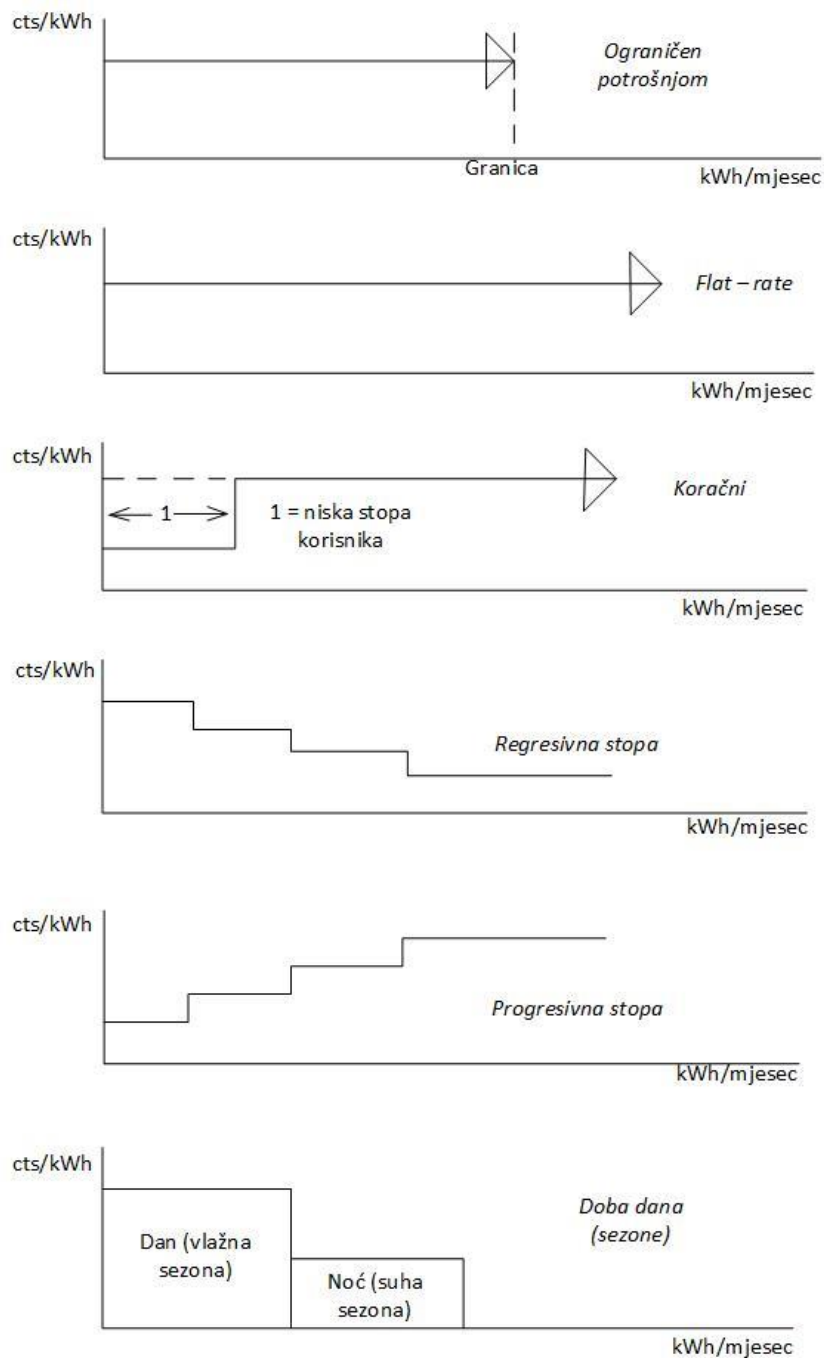 cts/kWh
Ograničen
potrošnjom
Granica
kWh/mjesec
cts/kWh
Flat – rate
kWh/mjesec
cts/kWh
Koračni
1
1 = niska stopa
korisnika
kWh/mjesec
cts/kWh
Regresivna stopa
kWh/mjesec
cts/kWh
Progresivna stopa
kWh/mjesec
cts/kWh
Doba dana
(sezone)
Dan (vlažna
sezona)
Noć (suha
sezona)
kWh/mjesec